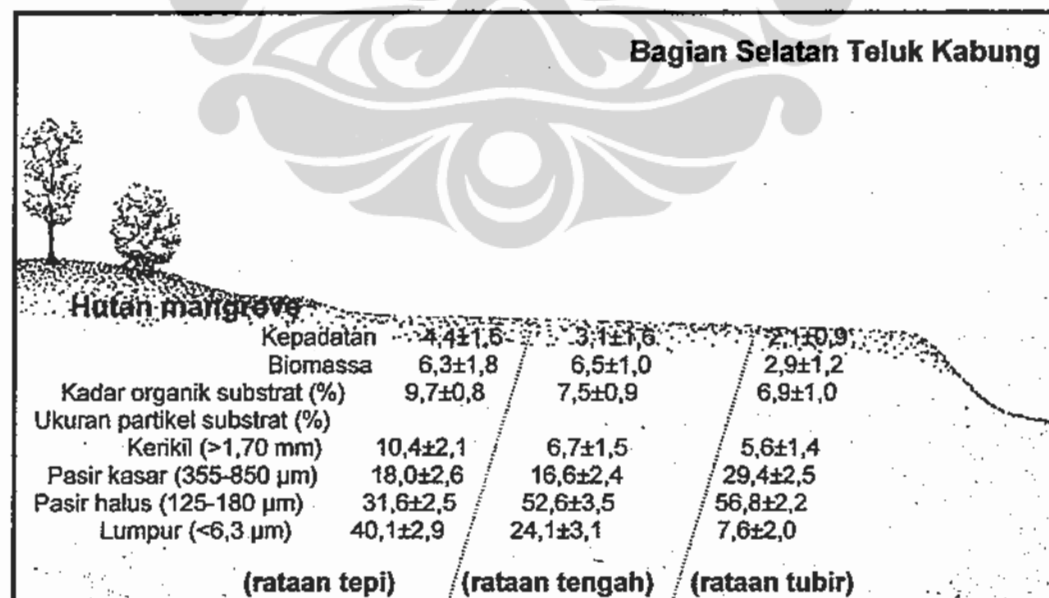 Bagian Selatan Teluk Kabung
Hutan mangrove
Kepadatan 4,4±1,6 3,1±1,6 2,1±0,9
Biomassa 6,3±1,8 6,5±1,0 2,9±1,2
Kadar organik substrat (%) 9,7±0,8 7,5±0,9 6,9±1,0
Ukuran partikel substrat (%)
Kerikil (>1,70 mm) 10,4±2,1 6,7±1,5 5,6±1,4
Pasir kasar (355-850 µm) 18,0±2,6 16,6±2,4 29,4±2,5
Pasir halus (125-180 µm) 31,6±2,5 52,6±3,5 56,8±2,2
Lumpur (<6,3 µm) 40,1±2,9 24,1±3,1 7,6±2,0
(rataan tepi) (rataan tengah) (rataan tubir)